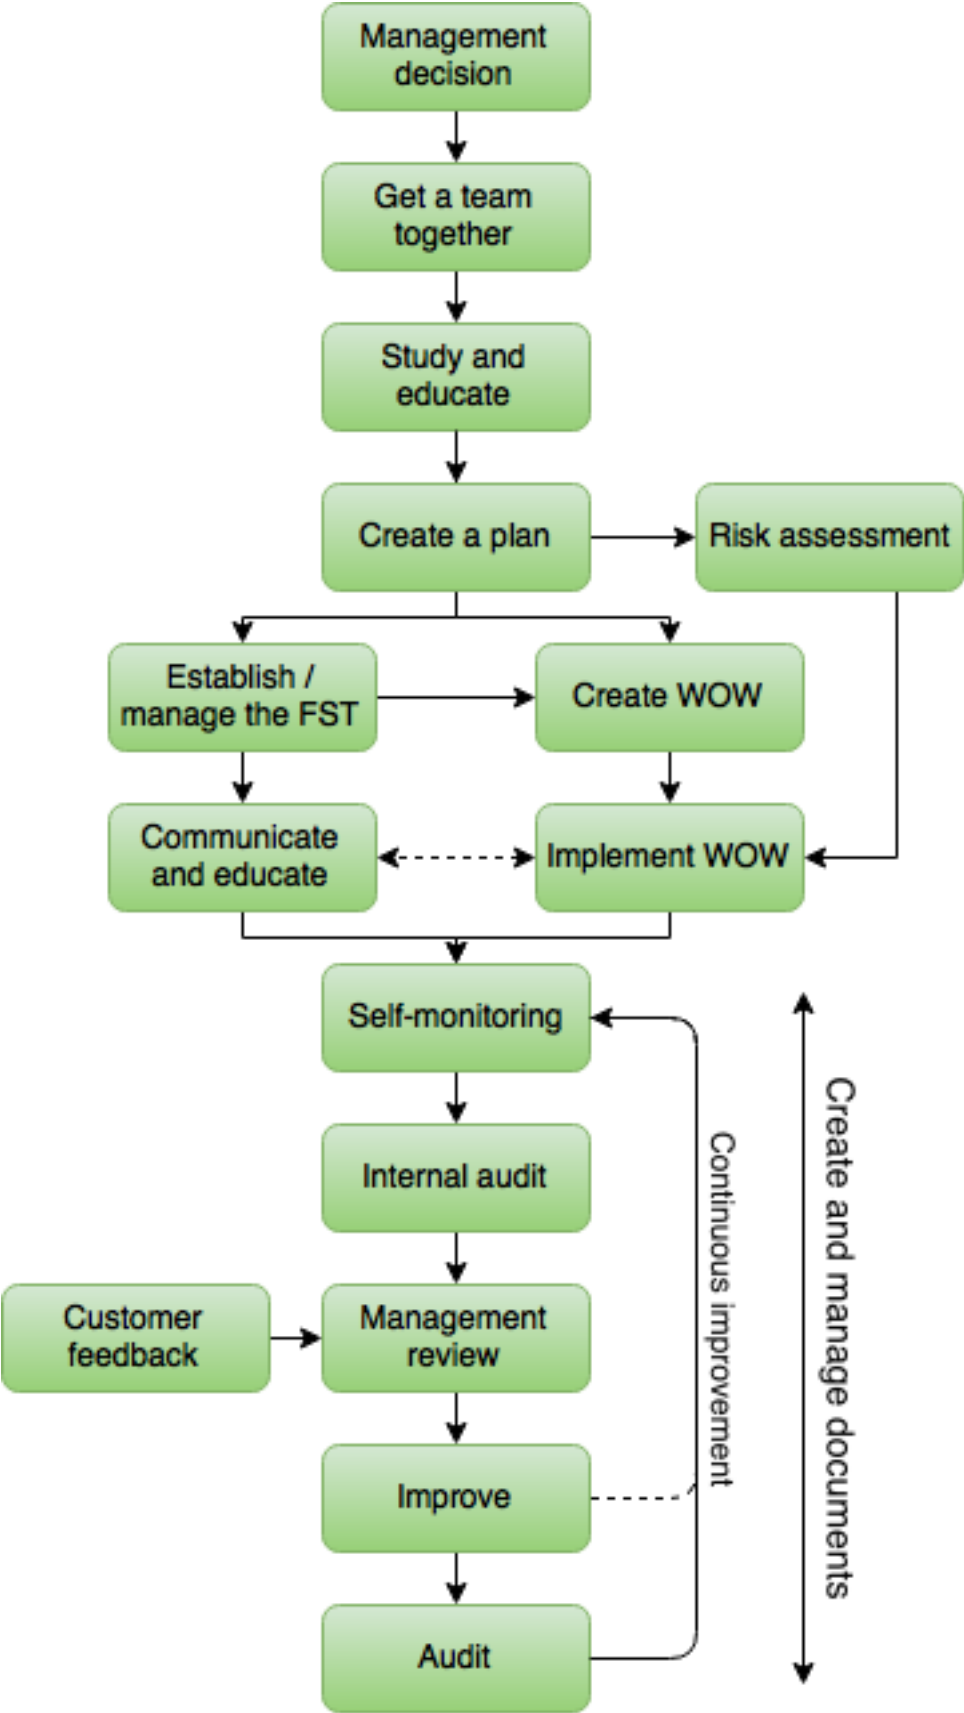 Management
decision
Get a team
together
Study and
educate
Create a plan
Risk assessment
Establish /
manage the FST
Create WOW
Communicate
and educate
Implement WOW
Self-monitoring
Internal audit
Customer
feedback
Management
review
Improve
Audit
Continuous improvement
Create and manage documents